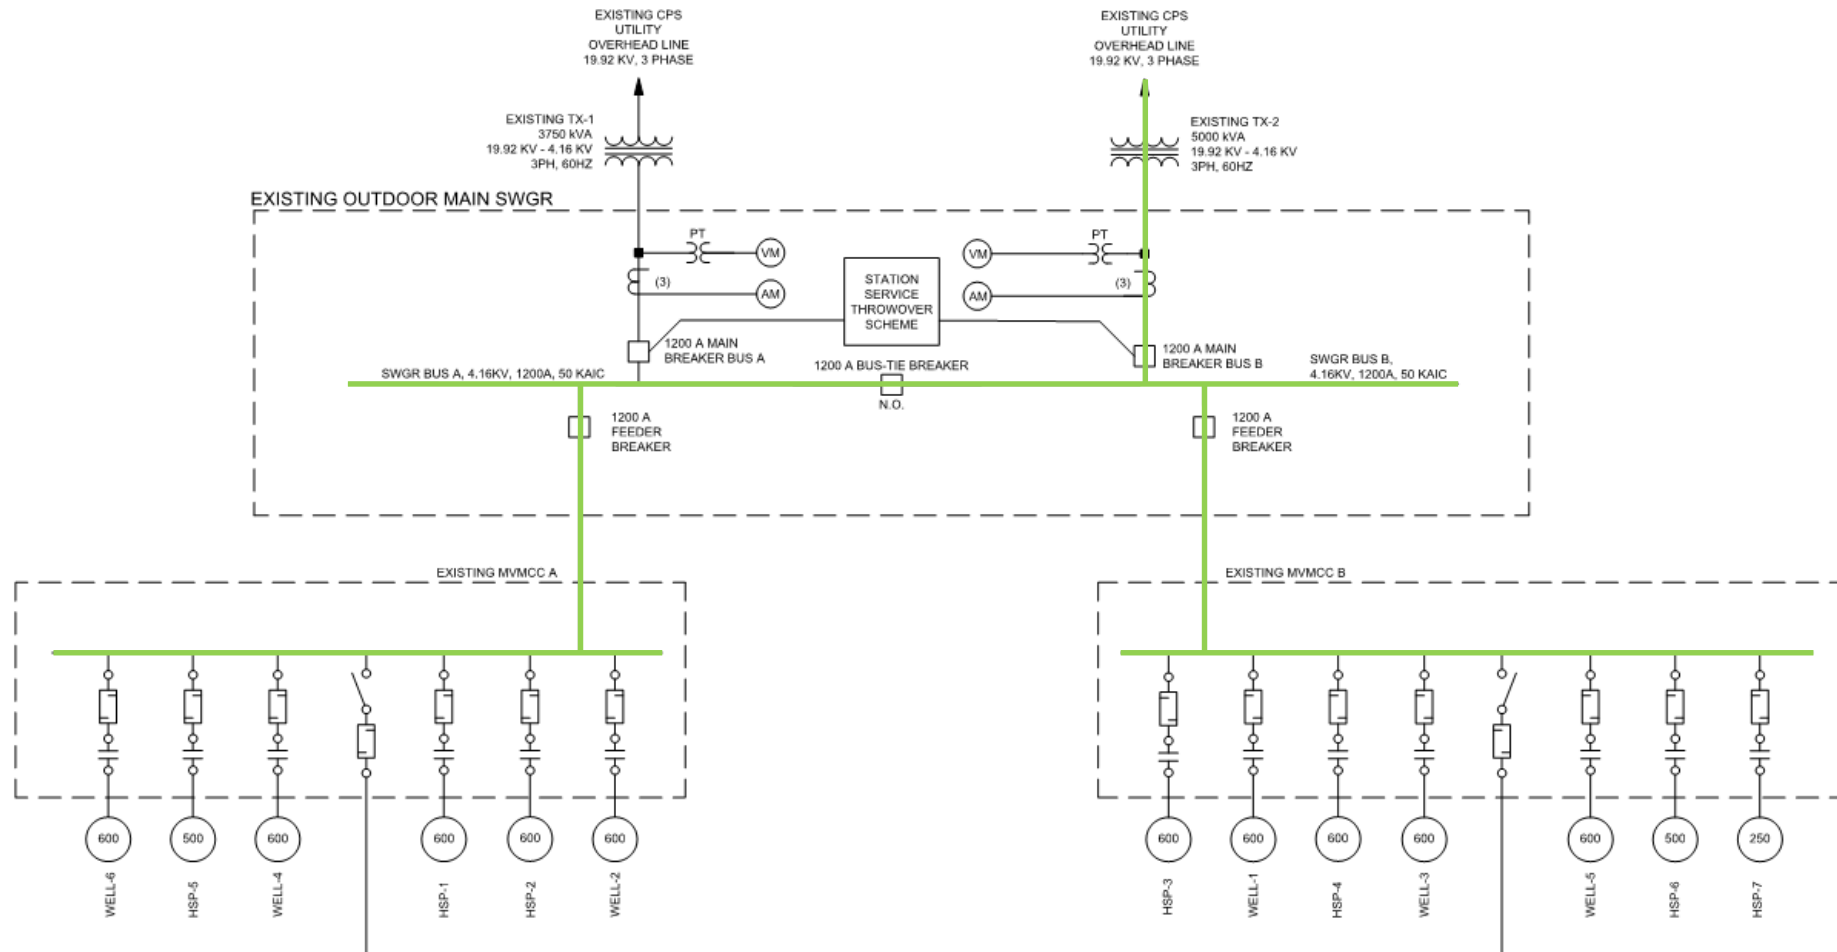 EXISTING CPS
UTILITY
OVERHEAD LINE
19.92 KV, 3 PHASE
EXISTING CPS
UTILITY
OVERHEAD LINE
19.92 KV, 3 PHASE
EXISTING TX-1
3750 kVA
19.92 KV - 4.16 KV
3PH, 60HZ
EXISTING TX-2
5000 kVA
19.92 KV - 4.16 KV
3PH, 60HZ
EXISTING OUTDOOR MAIN SWGR
PT
VM
(3)
AM
STATION
SERVICE
THROWOVER
SCHEME
VM
PT
AM
(3)
1200 A MAIN
BREAKER BUS A
1200 A MAIN
BREAKER BUS B
SWGR BUS A, 4.16KV, 1200A, 50 KAIC
1200 A BUS-TIE BREAKER
N.O.
SWGR BUS B,
4.16KV, 1200A, 50 KAIC
1200 A
FEEDER
BREAKER
1200 A
FEEDER
BREAKER
EXISTING MVMCC A
EXISTING MVMCC B
600
500
600
600
600
600
600
600
600
600
600
500
250
WELL-6
HSP-5
WELL-4
HSP-1
HSP-2
WELL-2
HSP-3
WELL-1
HSP-4
WELL-3
WELL-5
HSP-6
HSP-7